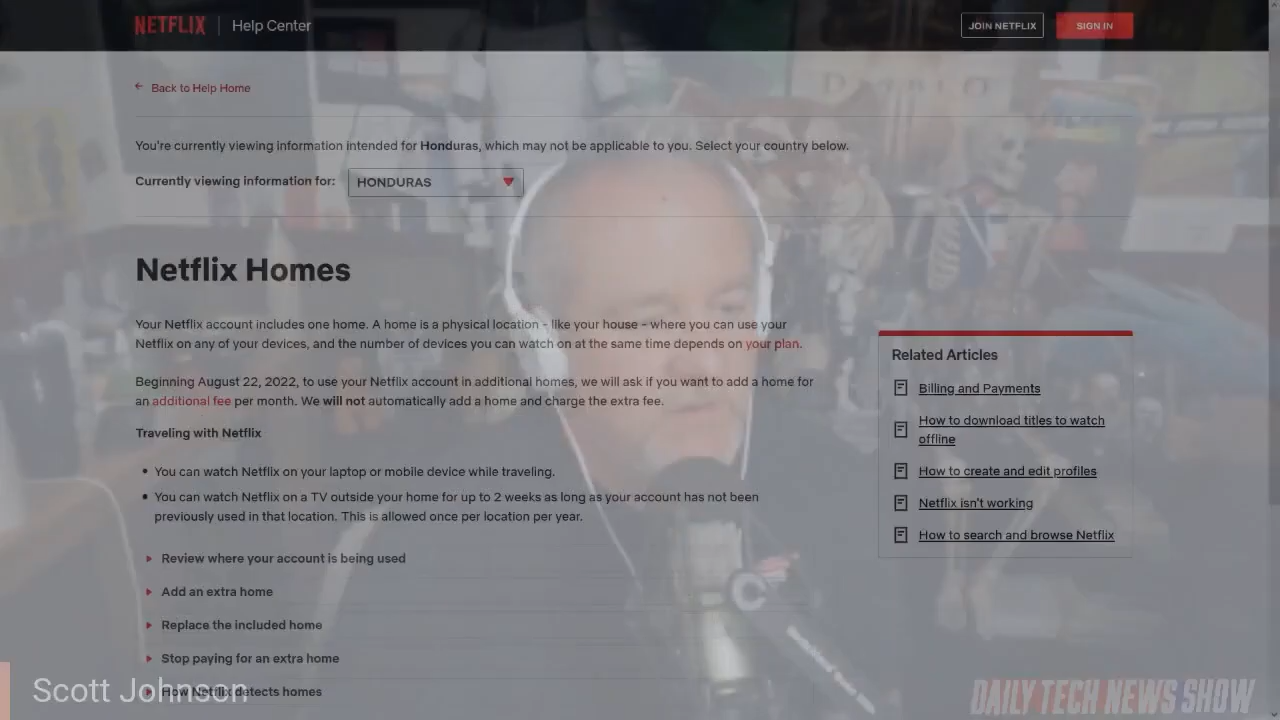 NETFLIX | Help Center
JOIN NETFLIX
SIGN IN
DIABLO
← Back to Help Home
You're currently viewing information intended for Honduras, which may not be applicable to you. Select your country below.
Currently viewing information for:
HONDURAS
Netflix Homes
Your Netflix account includes one home. A home is a physical location - like your house - where you can use your
Netflix on any of your devices, and the number of devices you can watch on at the same time depends on your plan.
Beginning August 22, 2022, to use your Netflix account in additional homes, we will ask if you want to add a home for
an additional fee per month. We will not automatically add a home and charge the extra fee.
Traveling with Netflix
• You can watch Netflix on your laptop or mobile device while traveling.
• You can watch Netflix on a TV outside your home for up to 2 weeks as long as your account has not been
previously used in that location. This is allowed once per location per year.
Review where your account is being used
Add an extra home
Replace the included home
Stop paying for an extra home
How Netflix detects homes
Related Articles
Billing and Payments
How to download titles to watch
offline
How to create and edit profiles
Netflix isn't working
How to search and browse Netflix
Scott Johnson
DAILY TECH NEWS SHOW